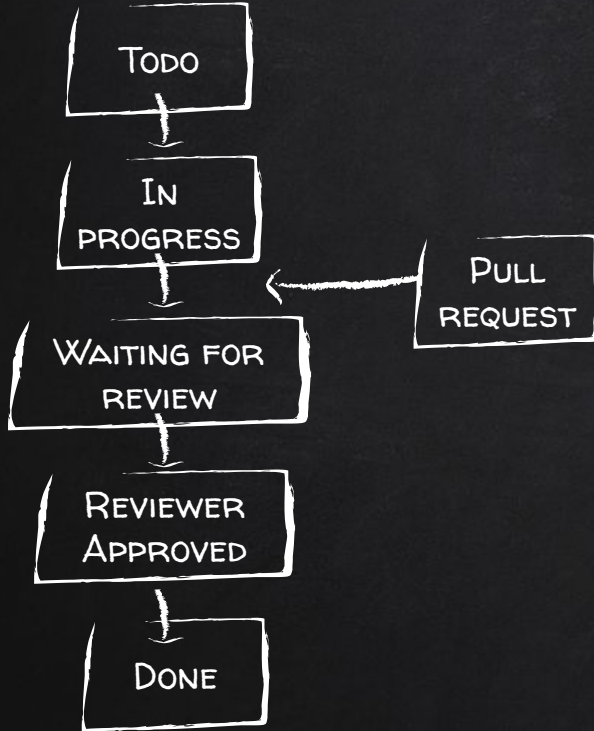 Todo
In
progress
Pull
request
Waiting for
review
Reviewer
Approved
Done